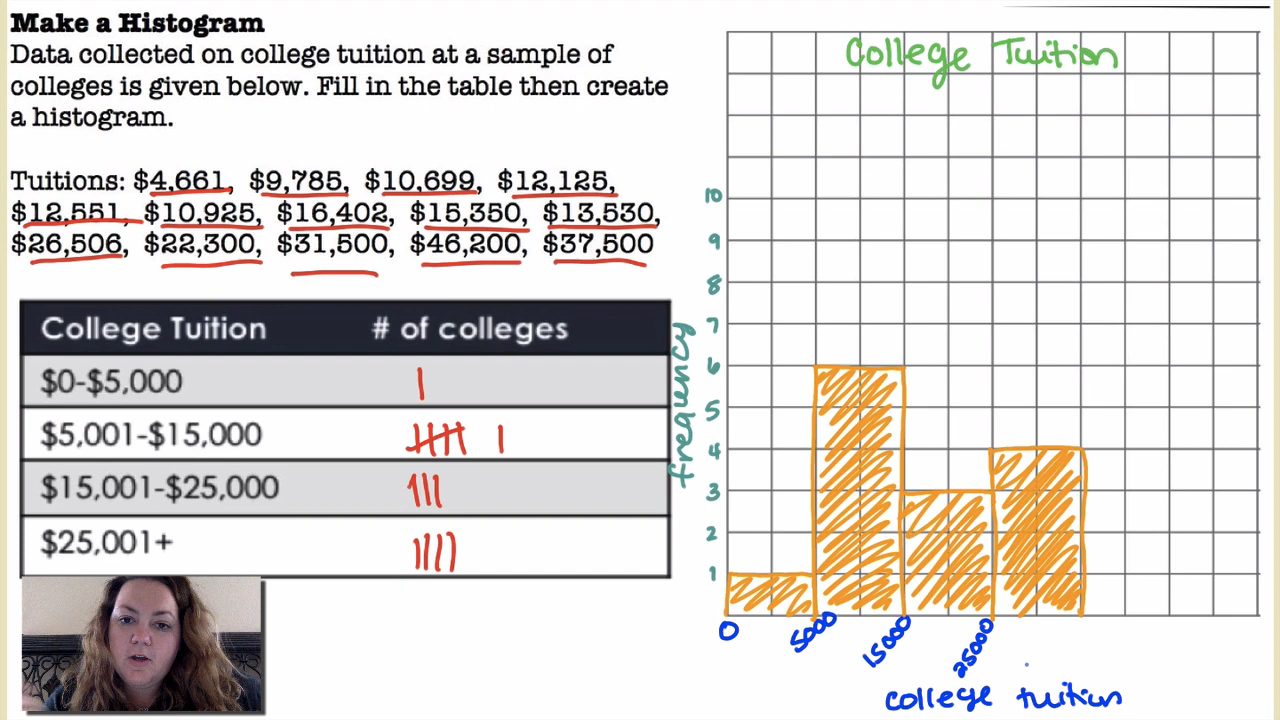 Make a Histogram
Data collected on college tuition at a sample of
colleges is given below. Fill in the table then create
a histogram.
Tuitions: $4,661, $9,785, $10,699, $12,125,
$12,551, $10,925, $16,402, $15,350, $13,530,
$26,506, $22,300, $31,500, $46,200, $37,500
College Tuition # of colleges
$0-$5,000
$5,001-$15,000
$15,001-$25,000
$25,001+
College Tuition
frequency
10
9
8
7
6
5
4
3
2
1
0 5000 15000 25000
college tuition